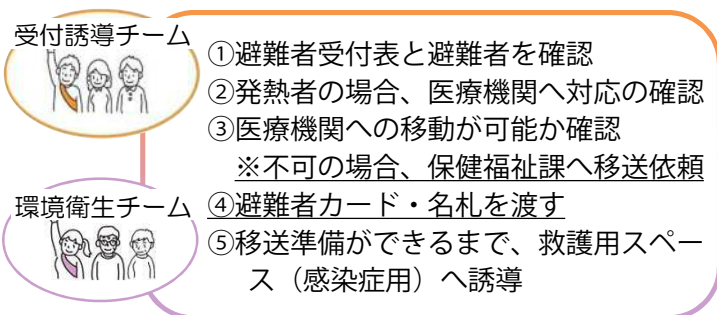 受付誘導チーム
①避難者受付表と避難者を確認
②発熱者の場合、医療機関へ対応の確認
③医療機関への移動が可能か確認
※不可の場合、保健福祉課へ移送依頼
環境衛生チーム
④避難者カード・名札を渡す
⑤移送準備ができるまで、救護用スペー
ス（感染症用）へ誘導